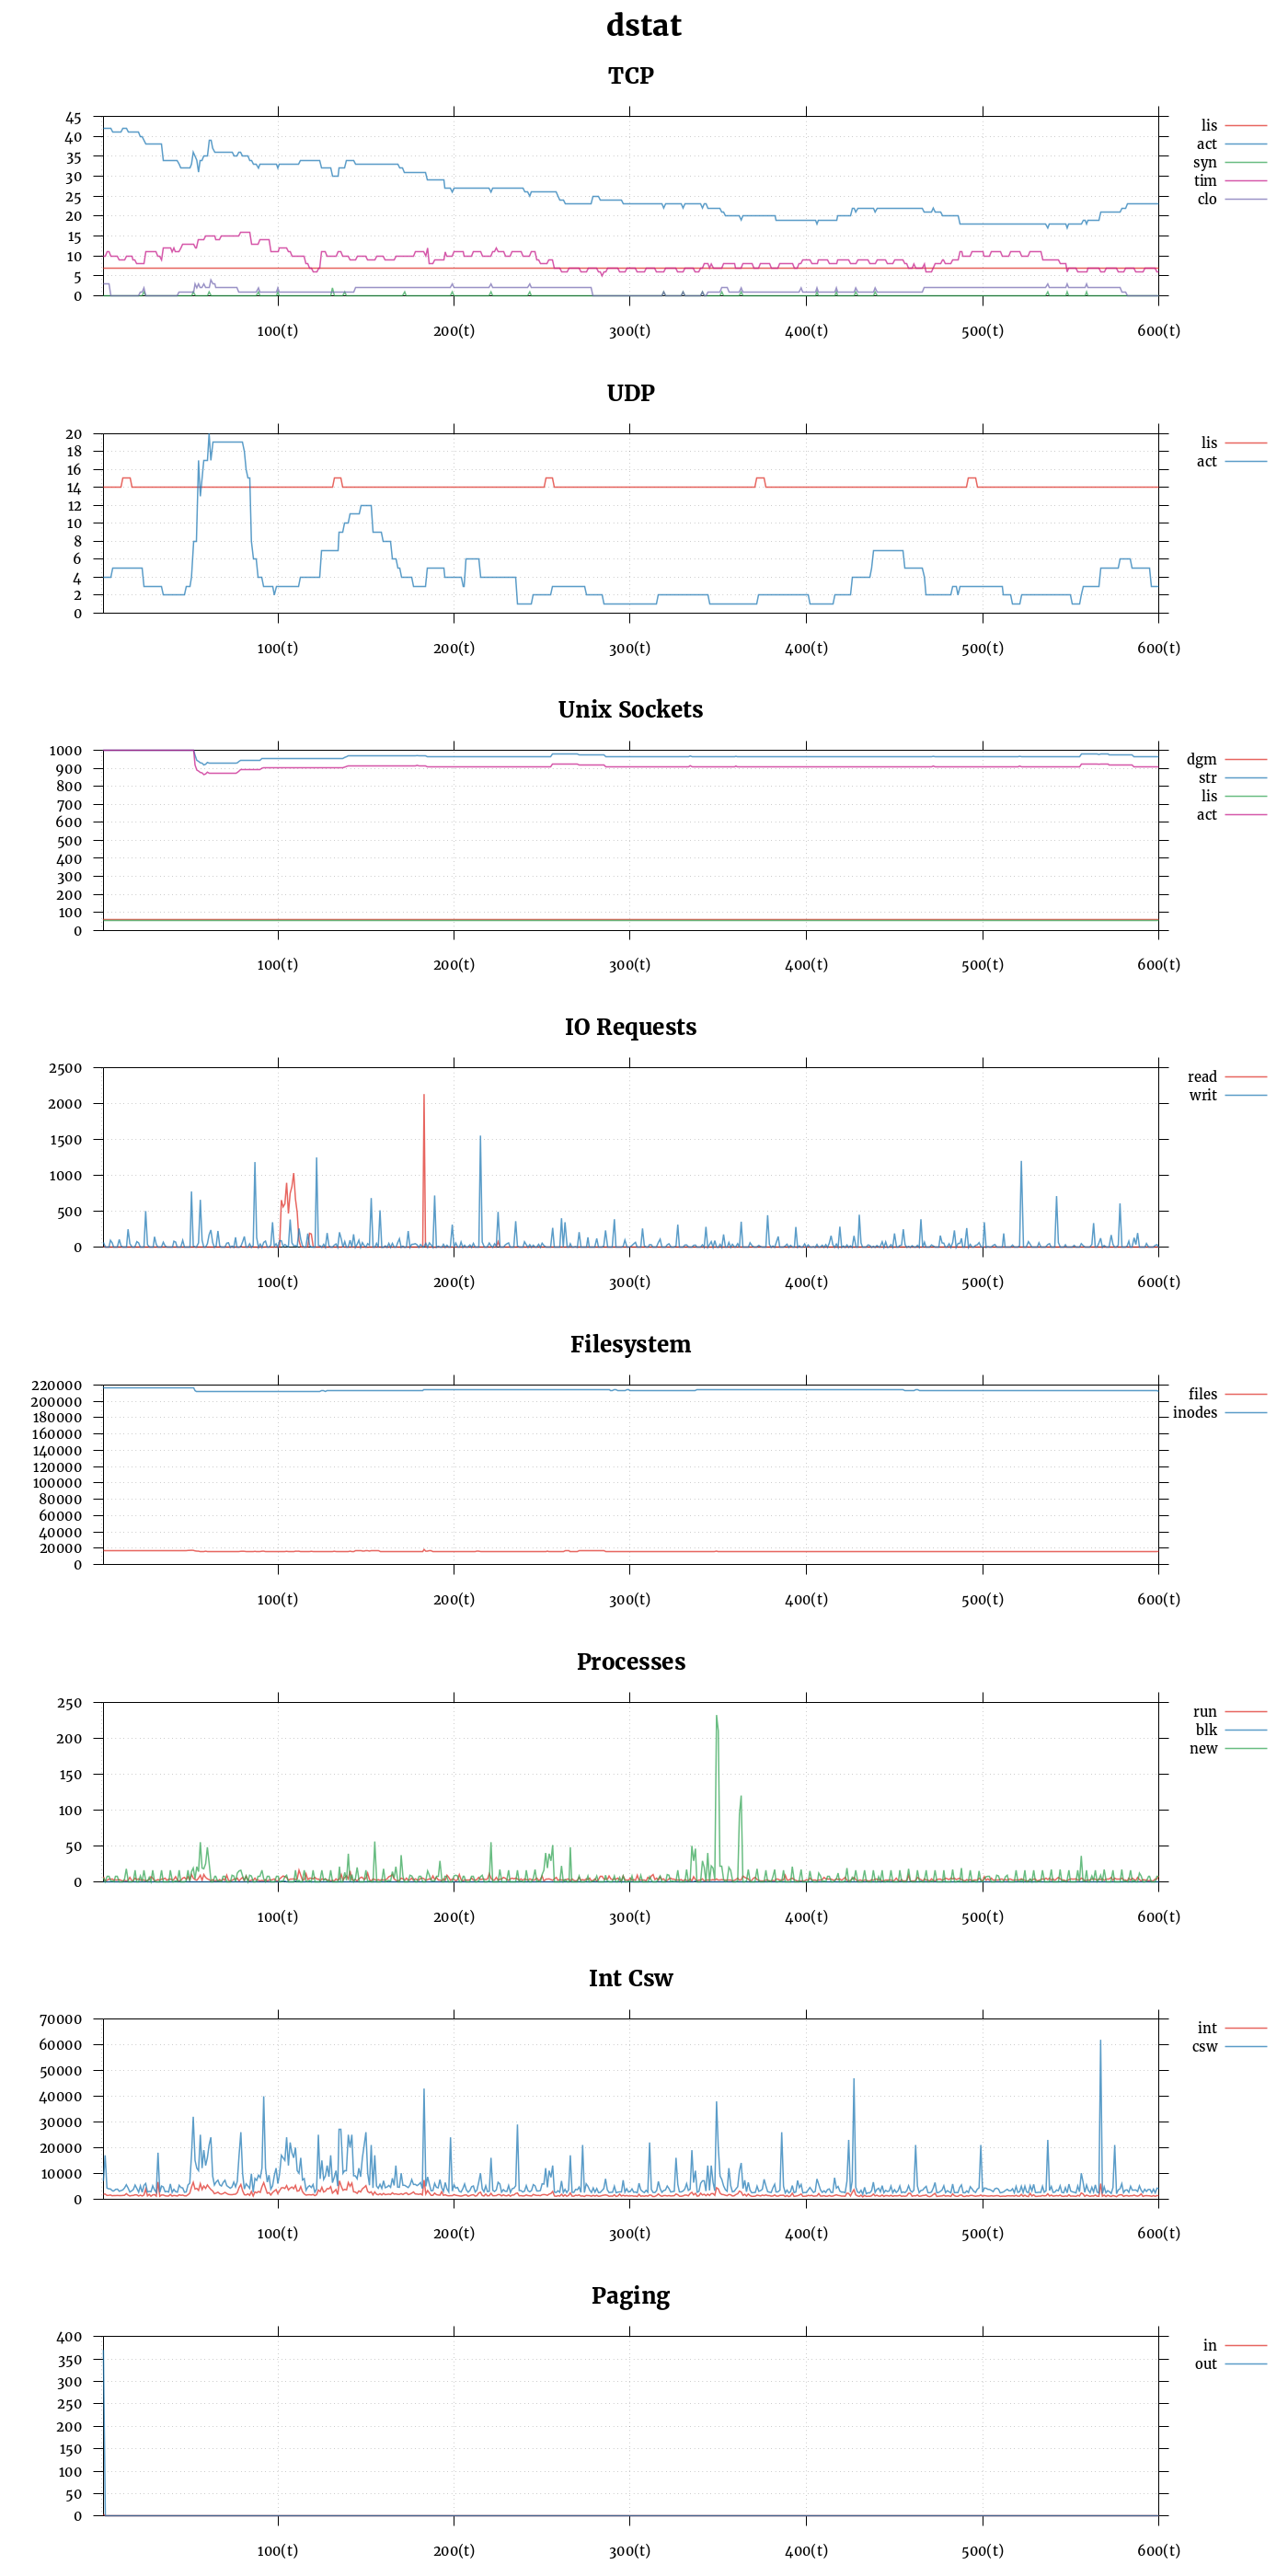 dstat
TCP
45
40
35
30
25
20
15
10
5
0
100(t) 200(t) 300(t) 400(t) 500(t) 600(t)
lis
act
syn
tim
clo
UDP
20
18
16
14
12
10
8
6
4
2
0
100(t) 200(t) 300(t) 400(t) 500(t) 600(t)
lis
act
Unix Sockets
1000
900
800
700
600
500
400
300
200
100
0
100(t) 200(t) 300(t) 400(t) 500(t) 600(t)
dgm
str
lis
act
IO Requests
2500
2000
1500
1000
500
0
100(t) 200(t) 300(t) 400(t) 500(t) 600(t)
read
writ
Filesystem
220000
200000
180000
160000
140000
120000
100000
80000
60000
40000
20000
0
100(t) 200(t) 300(t) 400(t) 500(t) 600(t)
files
inodes
Processes
250
200
150
100
50
0
100(t) 200(t) 300(t) 400(t) 500(t) 600(t)
run
blk
new
Int Csw
70000
60000
50000
40000
30000
20000
10000
0
100(t) 200(t) 300(t) 400(t) 500(t) 600(t)
int
csw
Paging
400
350
300
250
200
150
100
50
0
100(t) 200(t) 300(t) 400(t) 500(t) 600(t)
in
out